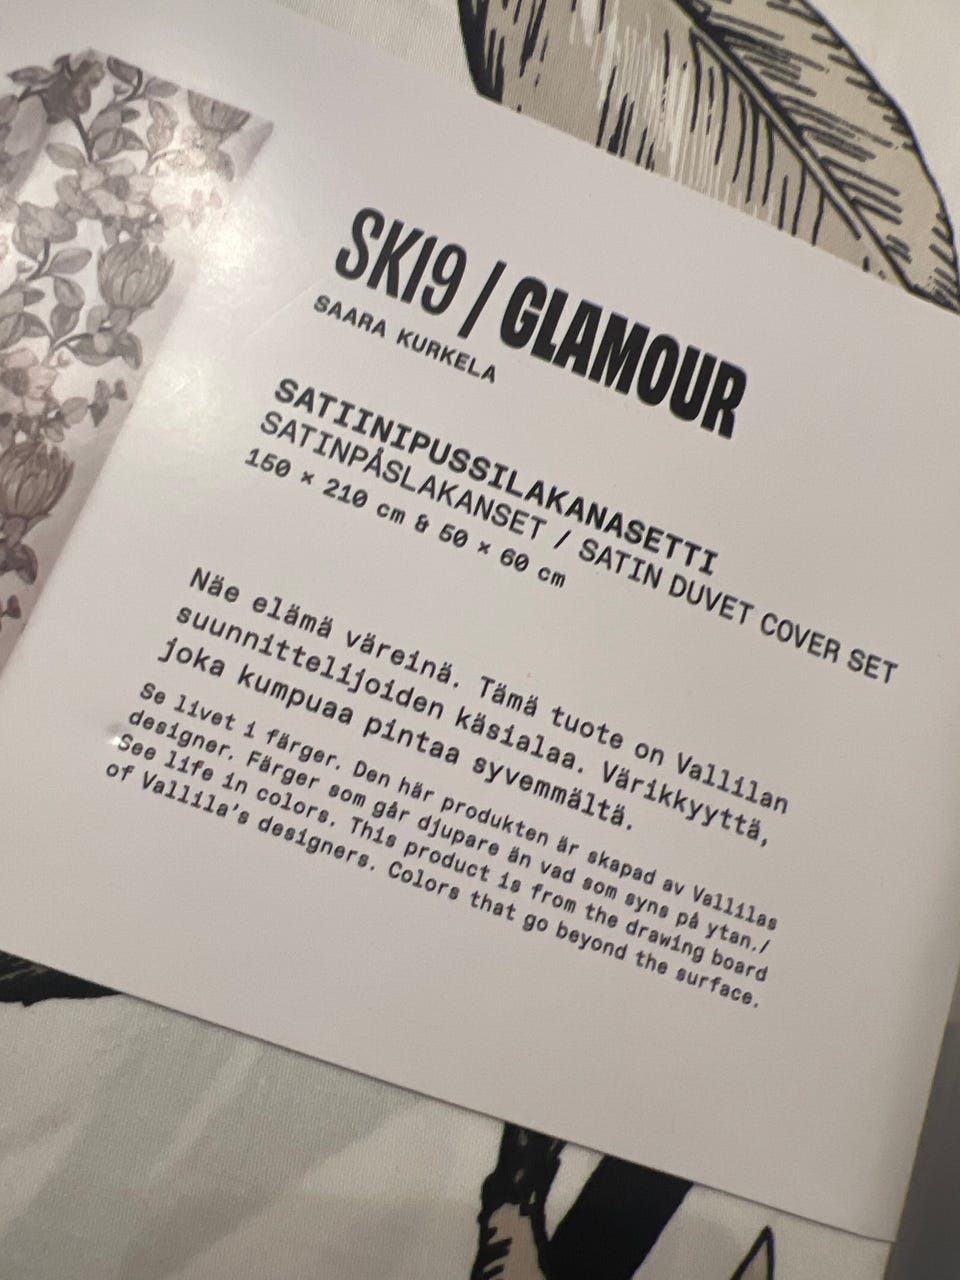 SK19 / GLAMOUR
SAARA KURKELA
SATIINIPUSSILAKANASETTI
SATINPÅSLAKANSET / SATIN DUVET COVER SET
150 × 210 cm & 50 × 60 cm
Näe elämä väreinä. Tämä tuote on Vallilan
suunnittelijoiden käsialaa. Värikkyyttä,
joka kumpuaa pintaa syvemmältä.
Se livet i färger. Den här produkten är skapad av Vallilas
designer. Färger som går djupare än vad som syns på ytan./
See life in colors. This product is from the drawing board
of Vallila's designers. Colors that go beyond the surface.